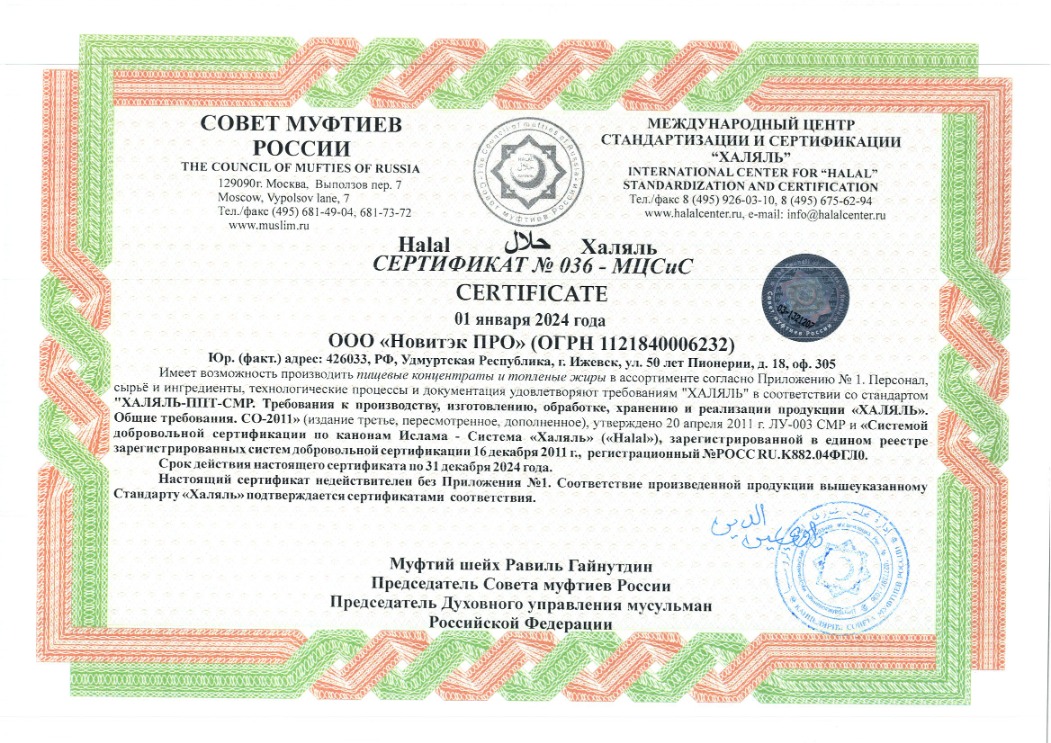 СОВЕТ МУФТИЕВ
РОССИИ
THE COUNCIL OF MUFTIES OF RUSSIA
129090г. Москва, Выползов пер. 7
Moscow, Vypolsov lane, 7
Тел./факс (495) 681-49-04, 681-73-72
www.muslim.ru
The Council of mufties of Russia
Совет муфтиев России
МЕЖДУНАРОДНЫЙ ЦЕНТР
СТАНДАРТИЗАЦИИ И СЕРТИФИКАЦИИ
“ХАЛЯЛЬ”
INTERNATIONAL CENTER FOR “HALAL”
STANDARDIZATION AND CERTIFICATION
Тел./факс 8 (495) 926-03-10, 8 (495) 675-62-94
www.halalcenter.ru, e-mail: info@halalcenter.ru
Halal حلال Халяль
СЕРТИФИКАТ № 036 - МЦСиС
CERTIFICATE
01 января 2024 года
ООО «Новитэк ПРО» (ОГРН 1121840006232)
Юр. (факт.) адрес: 426033, РФ, Удмуртская Республика, г. Ижевск, ул. 50 лет Пионерии, д. 18, оф. 305
Имеет возможность производить пищевые концентраты и топленые жиры в ассортименте согласно Приложению № 1. Персонал,
сырьё и ингредиенты, технологические процессы и документация удовлетворяют требованиям "ХАЛЯЛЬ" в соответствии со стандартом
"ХАЛЯЛЬ-ППТ-СМР. Требования к производству, изготовлению, обработке, хранению и реализации продукции «ХАЛЯЛЬ».
Общие требования. СО-2011» (издание третье, пересмотренное, дополненное), утверждено 20 апреля 2011 г. ЛУ-003 СМР и «Системой
добровольной сертификации по канонам Ислама - Система «Халяль» («Halal»), зарегистрированной в едином реестре
зарегистрированных систем добровольной сертификации 16 декабря 2011 г., регистрационный №РОСС RU.К882.04ФГЛ0.
Срок действия настоящего сертификата по 31 декабря 2024 года.
Настоящий сертификат недействителен без Приложения №1. Соответствие произведенной продукции вышеуказанному
Стандарту «Халяль» подтверждается сертификатами соответствия.
Муфтий шейх Равиль Гайнутдин
Председатель Совета муфтиев России
Председатель Духовного управления мусульман
Российской Федерации